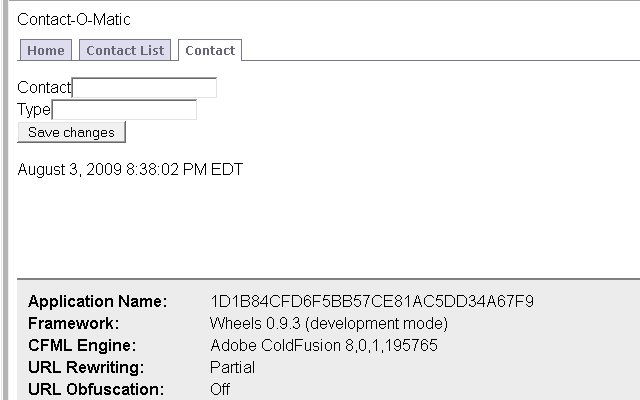 Contact-O-Matic
Home Contact List Contact
Contact
Type
Save changes
August 3, 2009 8:38:02 PM EDT
Application Name: 1D1B84CFD6F5BB57CE81AC5DD34A67F9
Framework: Wheels 0.9.3 (development mode)
CFML Engine: Adobe ColdFusion 8,0,1,195765
URL Rewriting: Partial
URL Obfuscation: Off